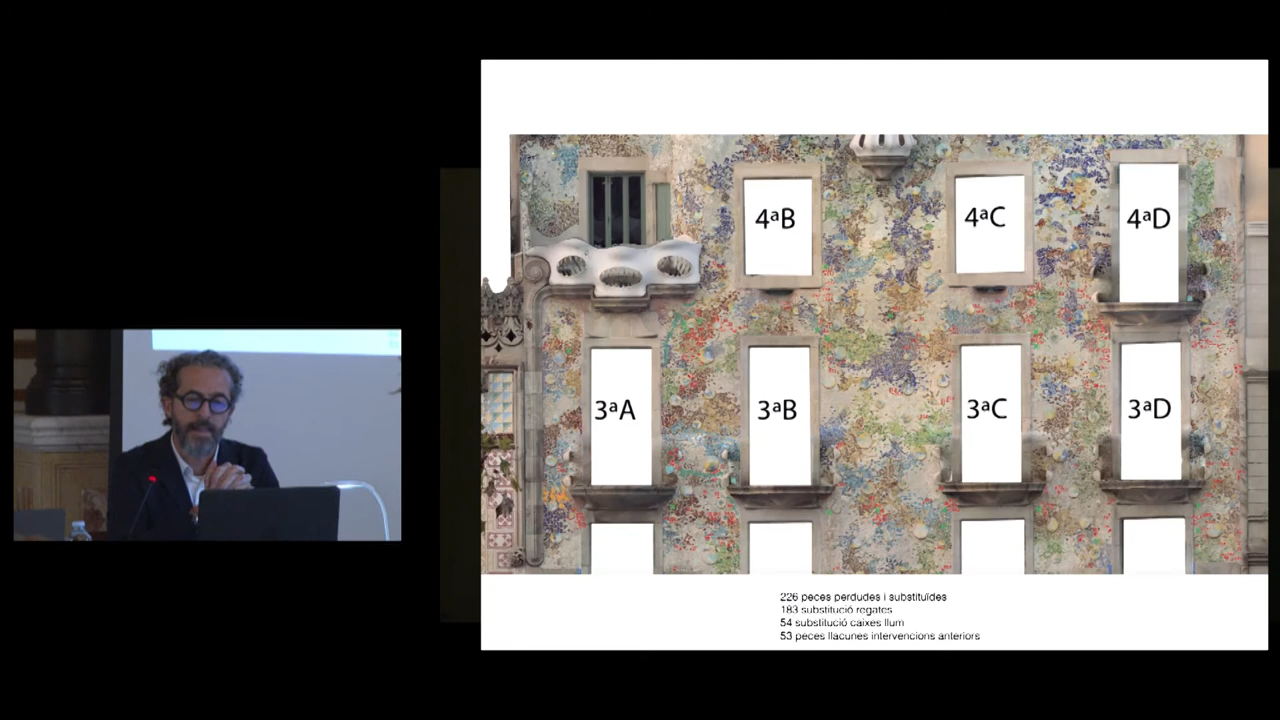 4ªB
4ªC
4ªD
3ªA
3ªB
3ªC
3ªD
226 peces perdudes i substituïdes
183 substitució regates
54 substitució caixes llum
53 peces llacunes intervencions anteriors